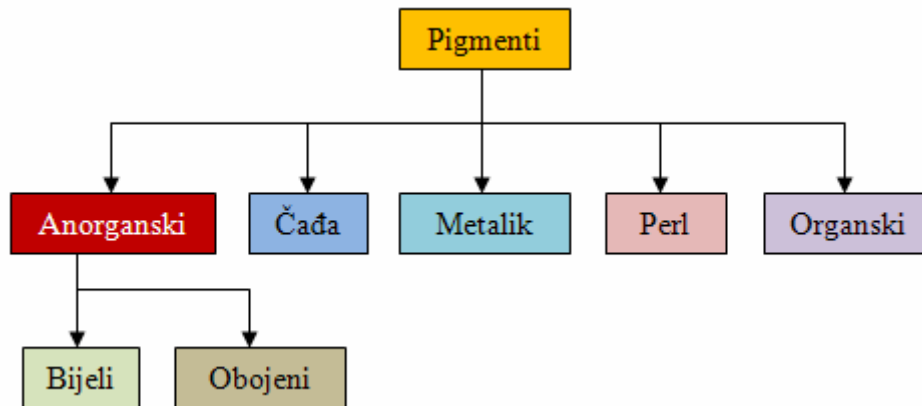 Pigmenti
Anorganski
Čađa
Metalik
Perl
Organski
Bijeli
Obojeni